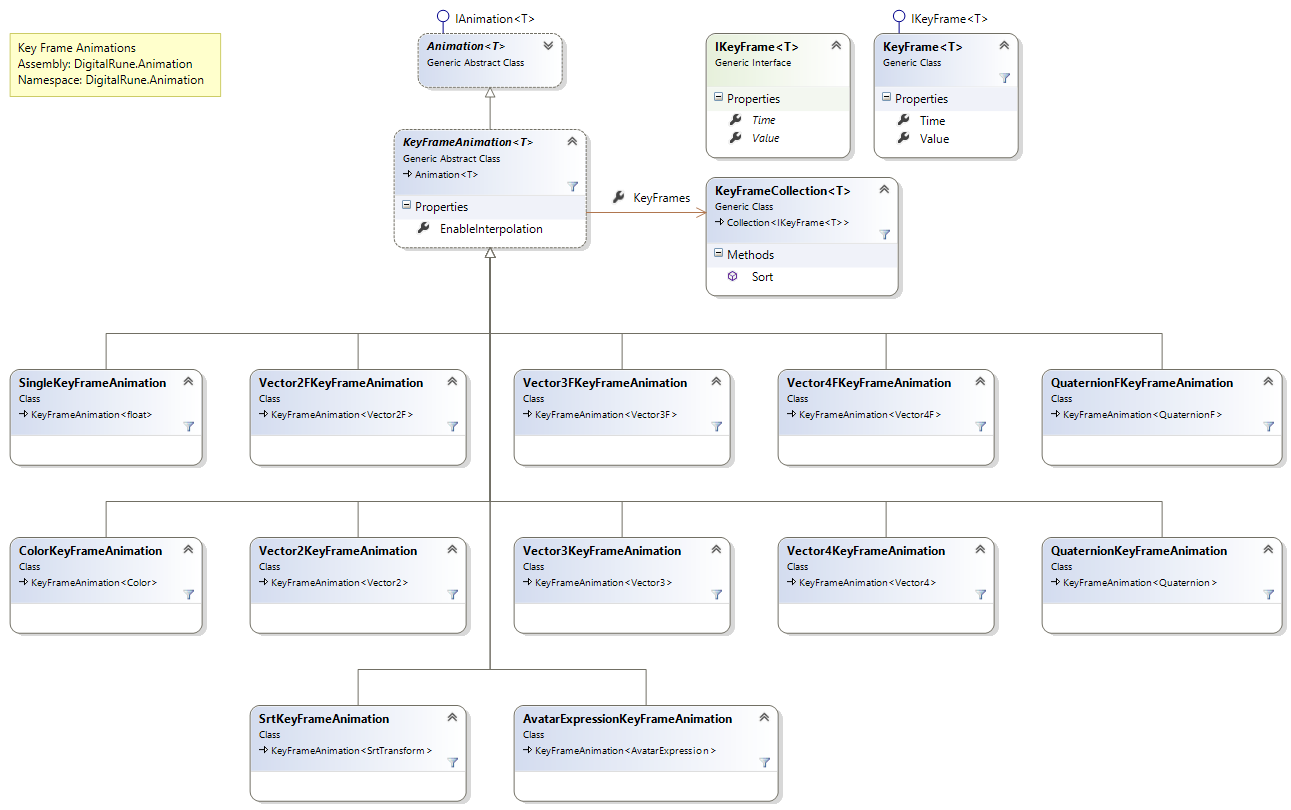 IAnimation<T>
IKeyFrame<T>
Key Frame Animations
Assembly: DigitalRune.Animation
Namespace: DigitalRune.Animation
Animation<T>
Generic Abstract Class
IKeyFrame<T>
Generic Interface
Properties
Time
Value
KeyFrame<T>
Generic Class
Properties
Time
Value
KeyFrameAnimation<T>
Generic Abstract Class
Animation<T>
Properties
EnableInterpolation
KeyFrames
KeyFrameCollection<T>
Generic Class
Collection<IKeyFrame<T>>
Methods
Sort
SingleKeyFrameAnimation
Class
KeyFrameAnimation<float>
Vector2FKeyFrameAnimation
Class
KeyFrameAnimation<Vector2F>
Vector3FKeyFrameAnimation
Class
KeyFrameAnimation<Vector3F>
Vector4FKeyFrameAnimation
Class
KeyFrameAnimation<Vector4F>
QuaternionFKeyFrameAnimation
Class
KeyFrameAnimation<QuaternionF>
ColorKeyFrameAnimation
Class
KeyFrameAnimation<Color>
Vector2KeyFrameAnimation
Class
KeyFrameAnimation<Vector2>
Vector3KeyFrameAnimation
Class
KeyFrameAnimation<Vector3>
Vector4KeyFrameAnimation
Class
KeyFrameAnimation<Vector4>
QuaternionKeyFrameAnimation
Class
KeyFrameAnimation<Quaternion>
SrtKeyFrameAnimation
Class
KeyFrameAnimation<SrtTransform>
AvatarExpressionKeyFrameAnimation
Class
KeyFrameAnimation<AvatarExpression>